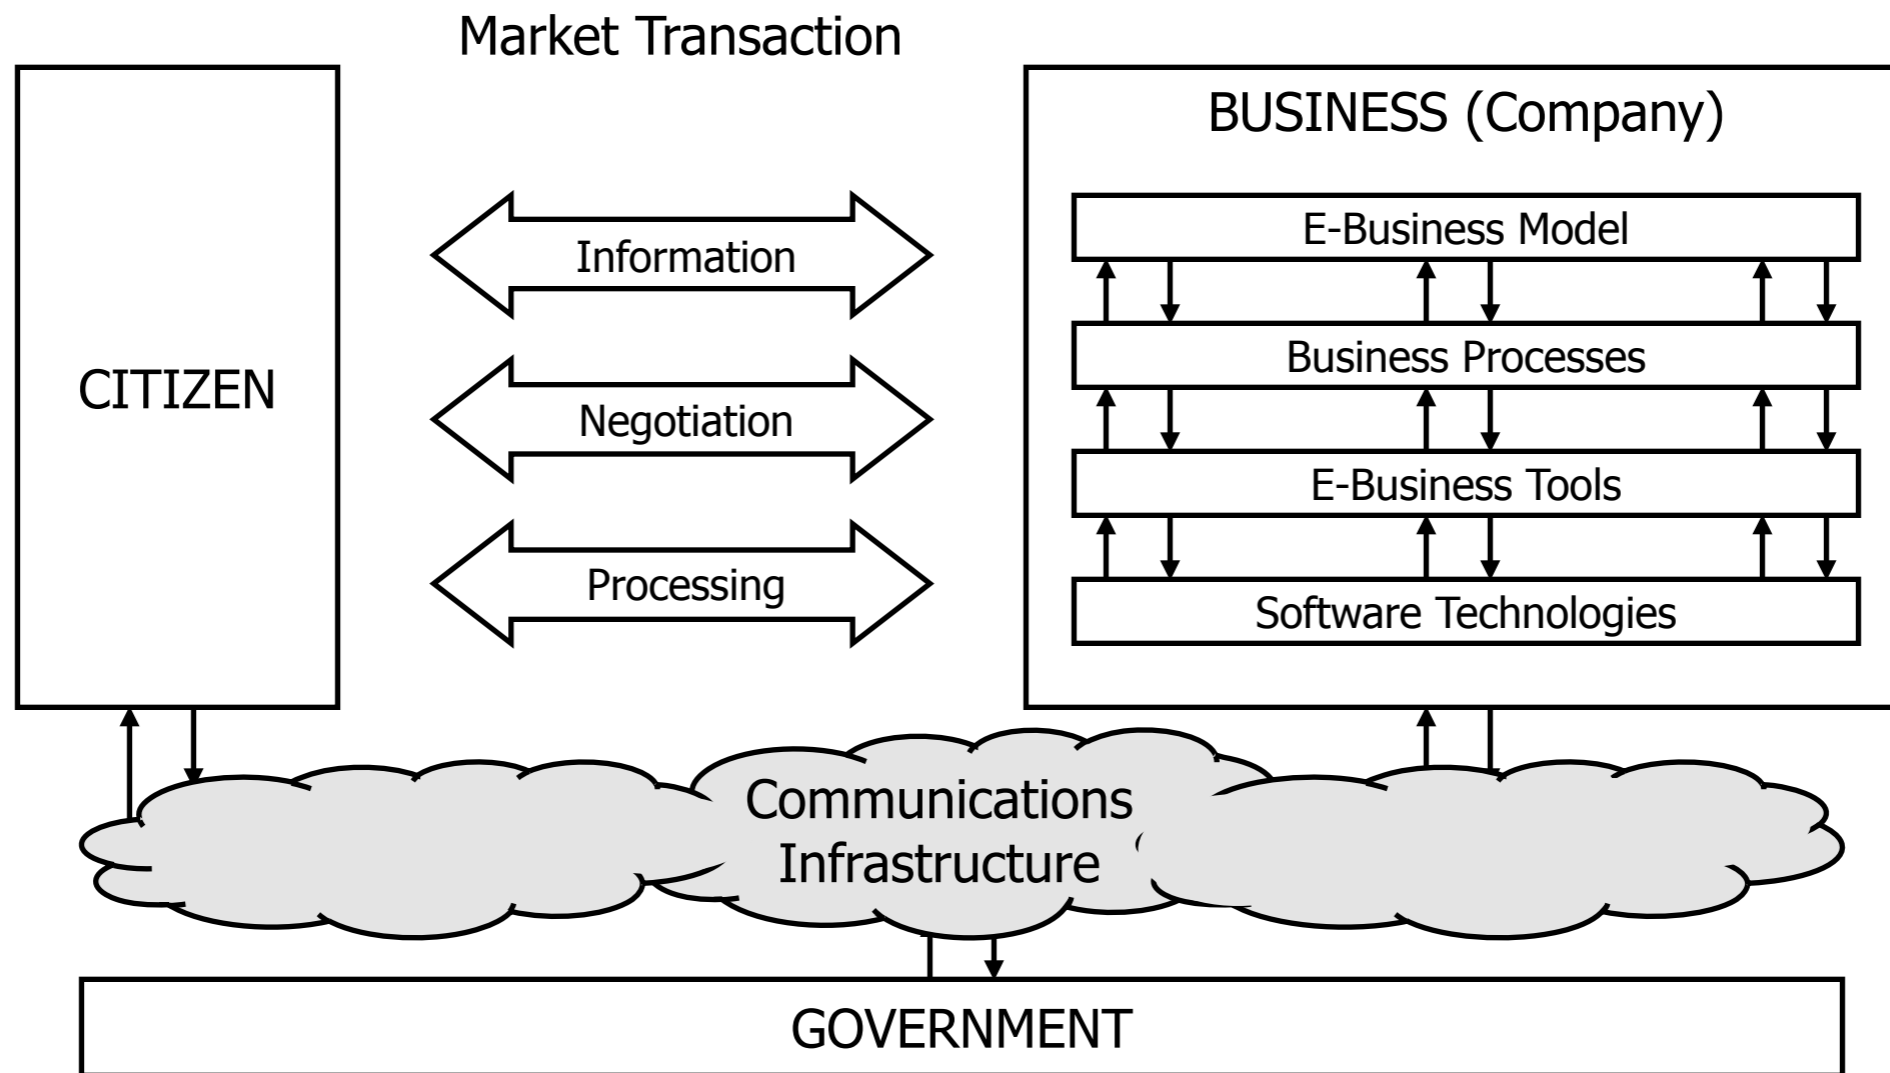 Market Transaction
CITIZEN
Information
Negotiation
Processing
BUSINESS (Company)
E-Business Model
Business Processes
E-Business Tools
Software Technologies
Communications
Infrastructure
GOVERNMENT